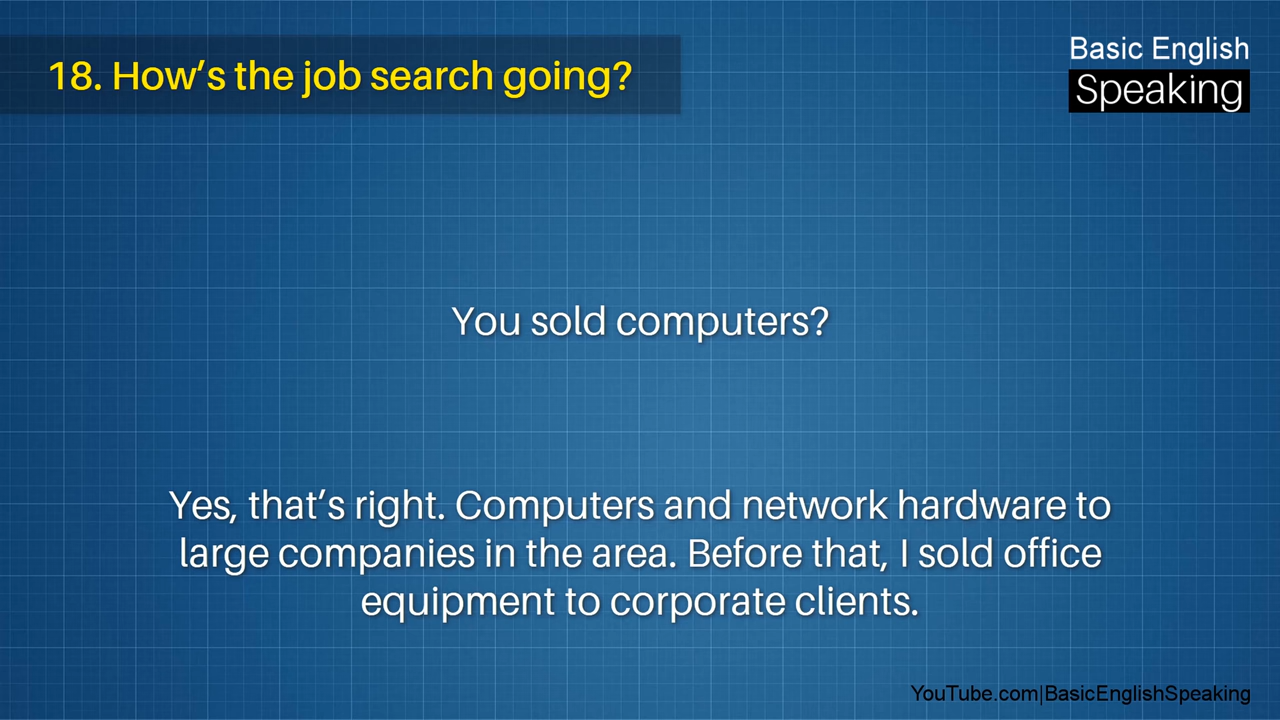 18. How’s the job search going?
Basic English
Speaking
You sold computers?
Yes, that’s right. Computers and network hardware to
large companies in the area. Before that, I sold office
equipment to corporate clients.
YouTube.com|BasicEnglishSpeaking